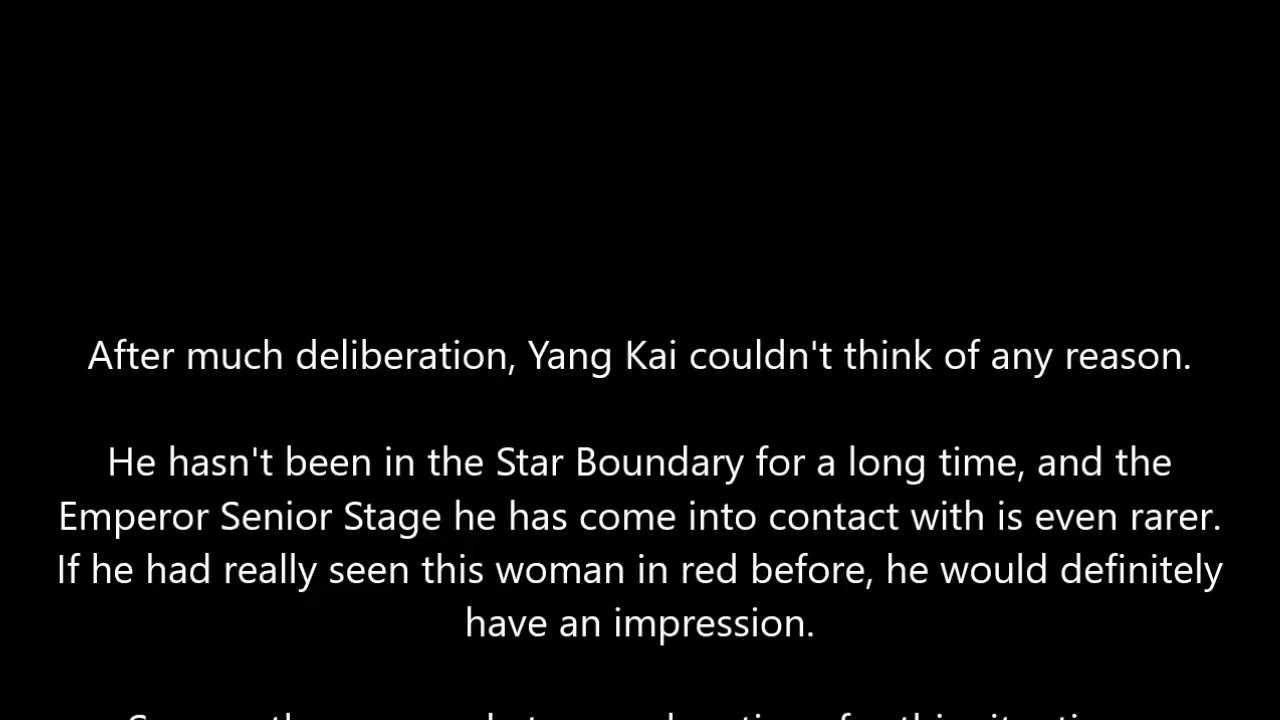 After much deliberation, Yang Kai couldn't think of any reason.
He hasn't been in the Star Boundary for a long time, and the
Emperor Senior Stage he has come into contact with is even rarer.
If he had really seen this woman in red before, he would definitely
have an impression.